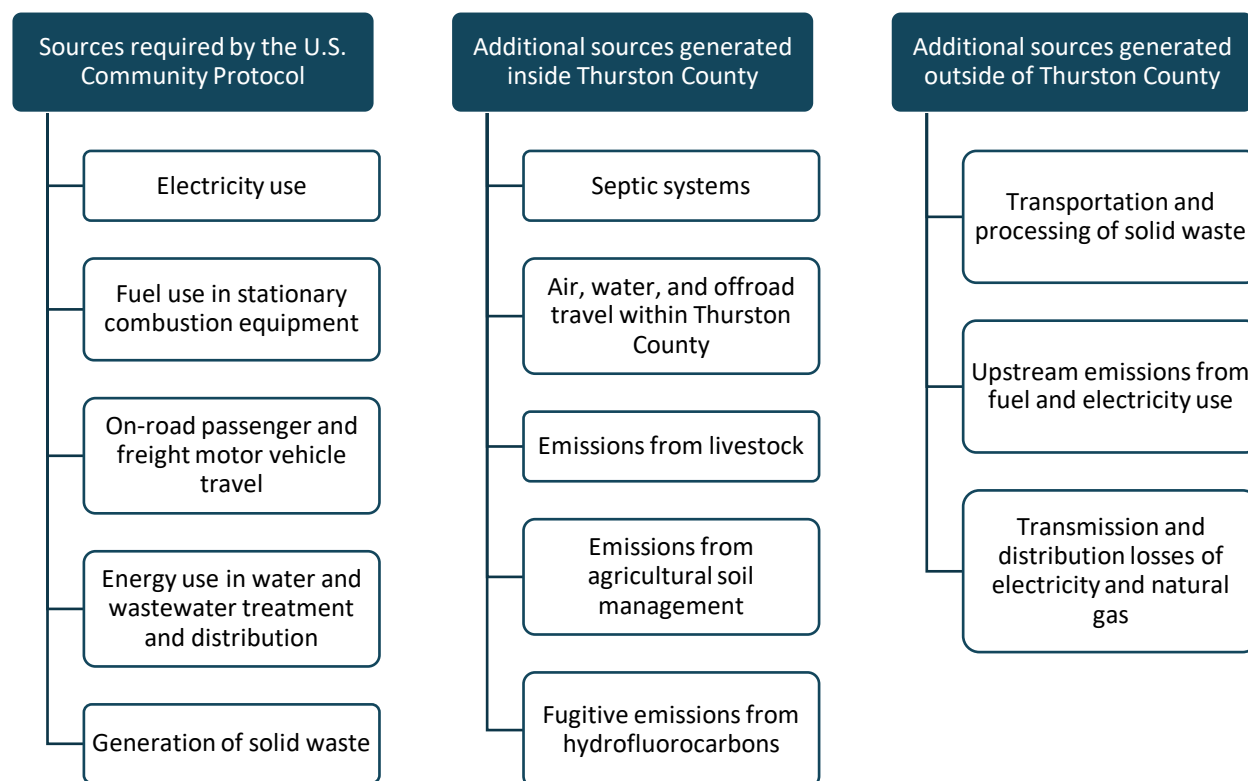 Sources required by the U.S.
Community Protocol
Electricity use
Fuel use in stationary
combustion equipment
On-road passenger and
freight motor vehicle
travel
Energy use in water and
wastewater treatment
and distribution
Generation of solid waste
Additional sources generated
inside Thurston County
Septic systems
Air, water, and offroad
travel within Thurston
County
Emissions from livestock
Emissions from
agricultural soil
management
Fugitive emissions from
hydrofluorocarbons
Additional sources generated
outside of Thurston County
Transportation and
processing of solid waste
Upstream emissions from
fuel and electricity use
Transmission and
distribution losses of
electricity and natural
gas